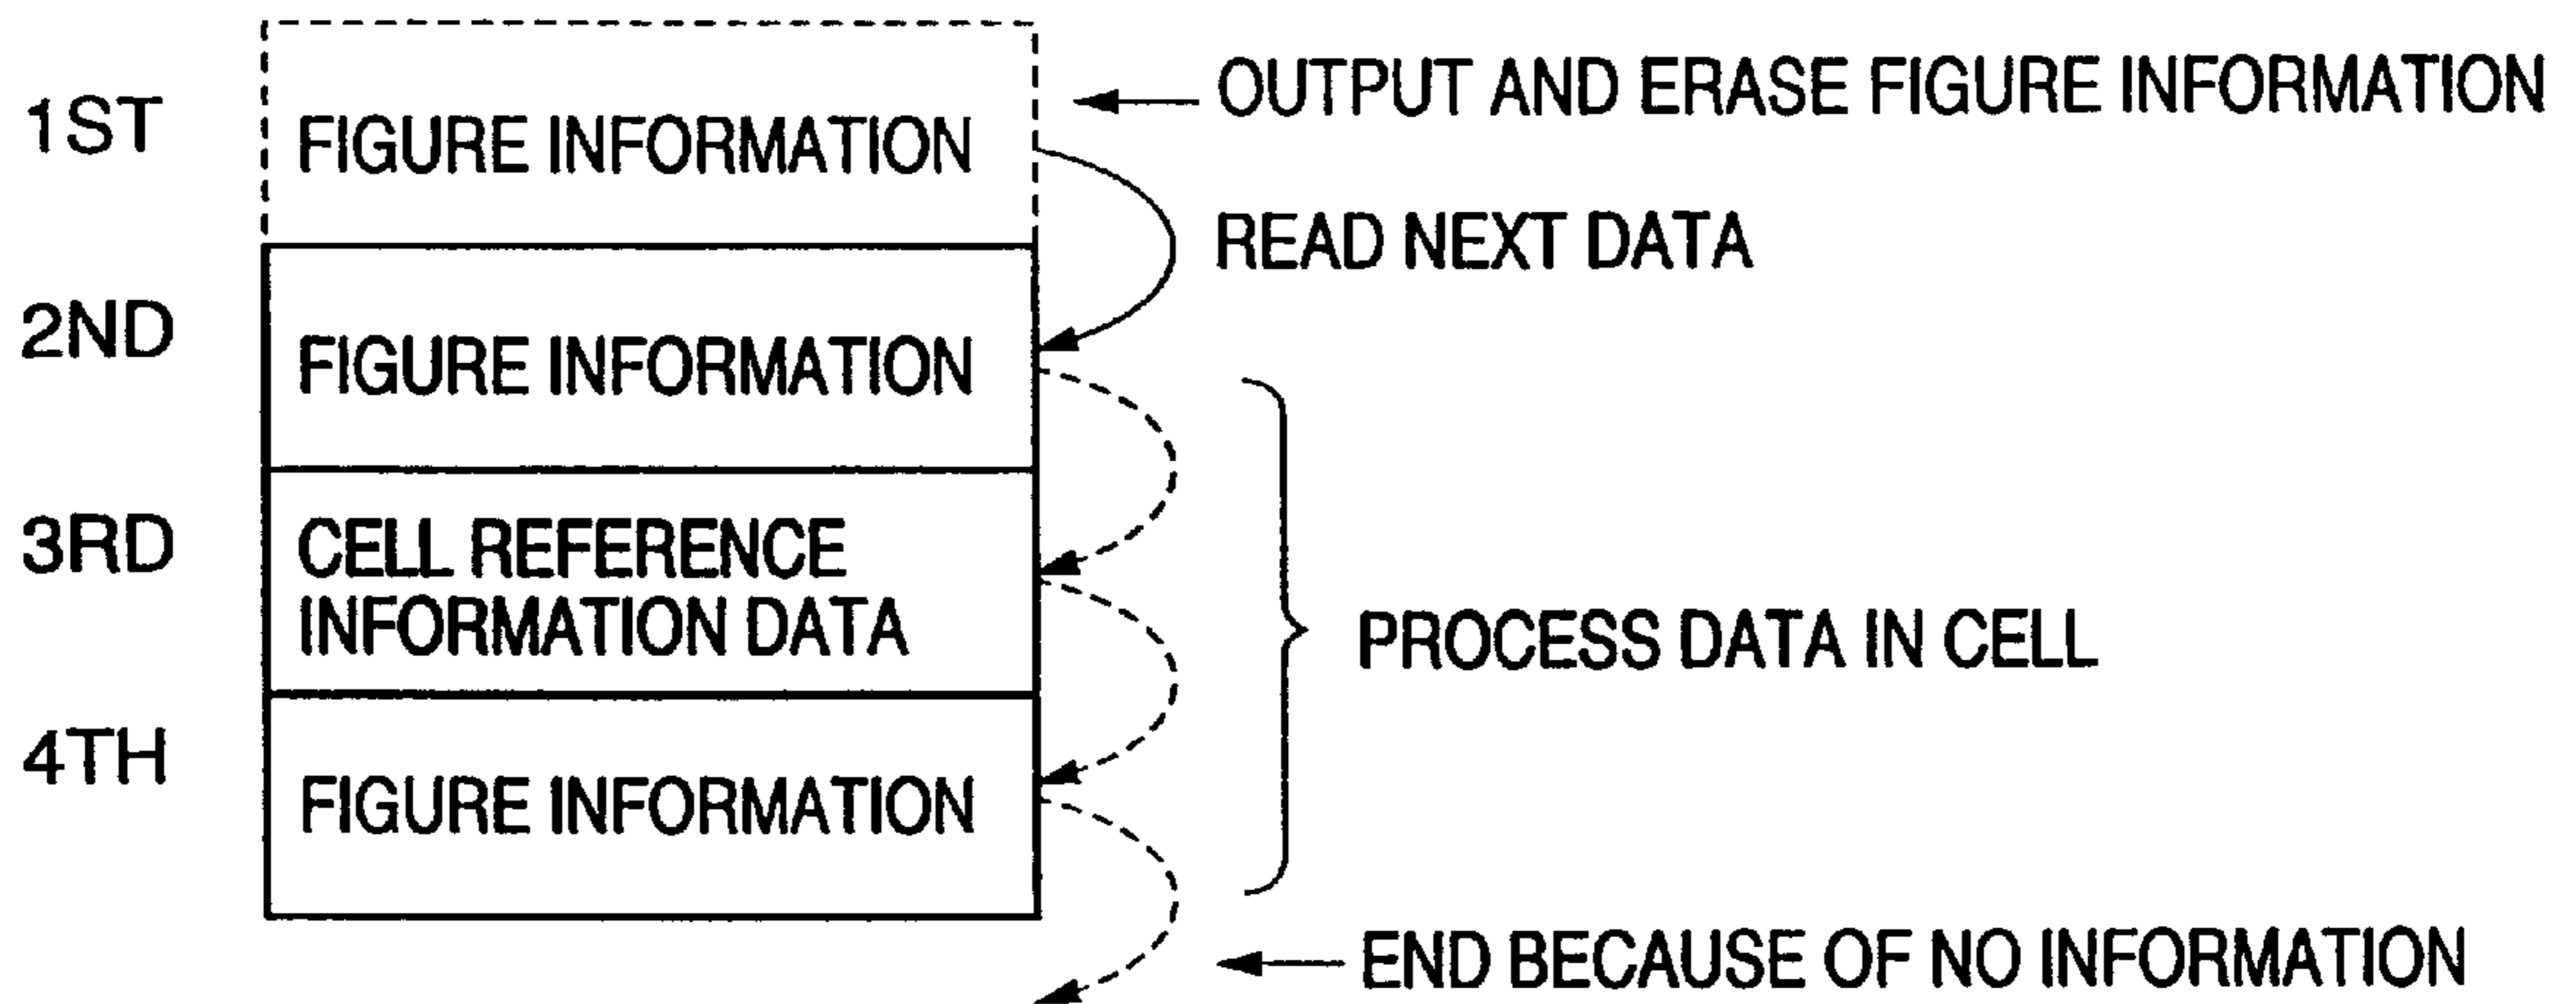 OUTPUT AND ERASE FIGURE INFORMATION
1ST
FIGURE INFORMATION
READ NEXT DATA
2ND
FIGURE INFORMATION
3RD
CELL REFERENCE
INFORMATION DATA
PROCESS DATA IN CELL
4TH
FIGURE INFORMATION
END BECAUSE OF NO INFORMATION